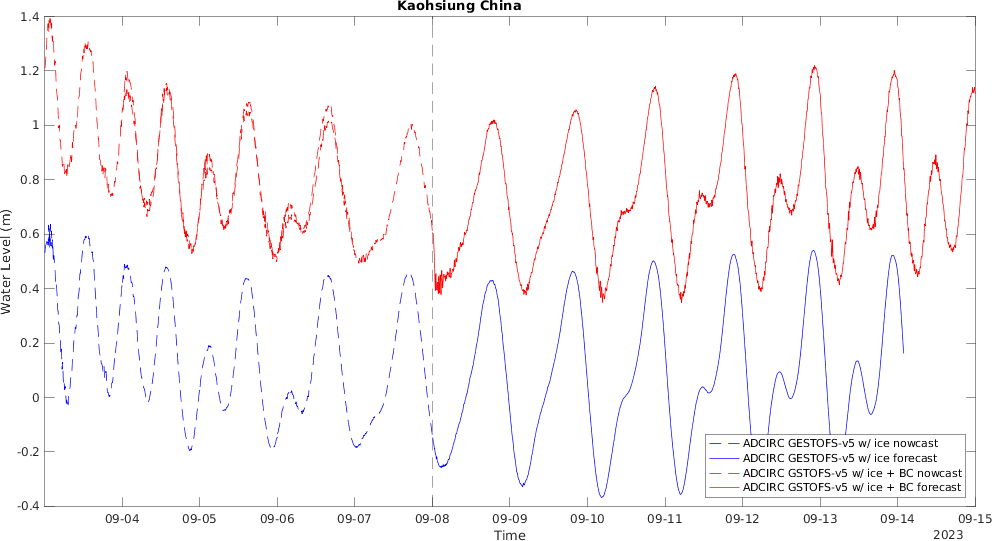 Kaohsiung China
Water Level (m)
1.4
1.2
1
0.8
0.6
0.4
0.2
0
-0.2
-0.4
ADCIRC GESTOFS-v5 w/ ice nowcast
ADCIRC GESTOFS-v5 w/ ice forecast
ADCIRC GSTOFS-v5 w/ ice + BC nowcast
ADCIRC GSTOFS-v5 w/ ice + BC forecast
09-04 09-05 09-06 09-07 09-08 09-09 09-10 09-11 09-12 09-13 09-14 09-15
Time
2023